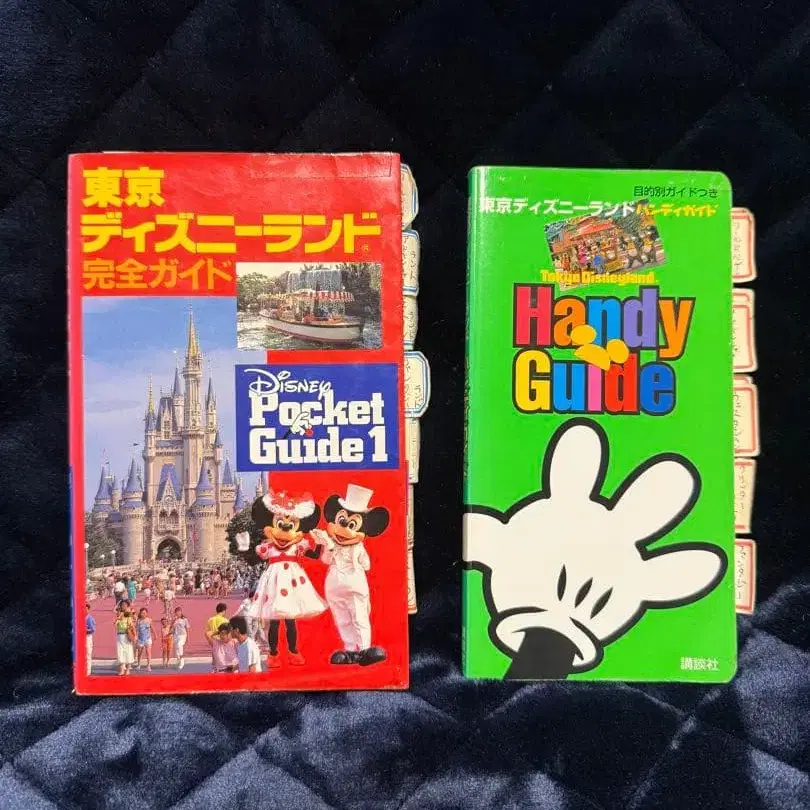 東京
ディズニーランド
完全ガイド
DISNEY
Pocket
Guide 1
目的別ガイドつき
東京ディズニーランド ハンディガイド
Tokyo Disneyland
Handy
Guide
講談社